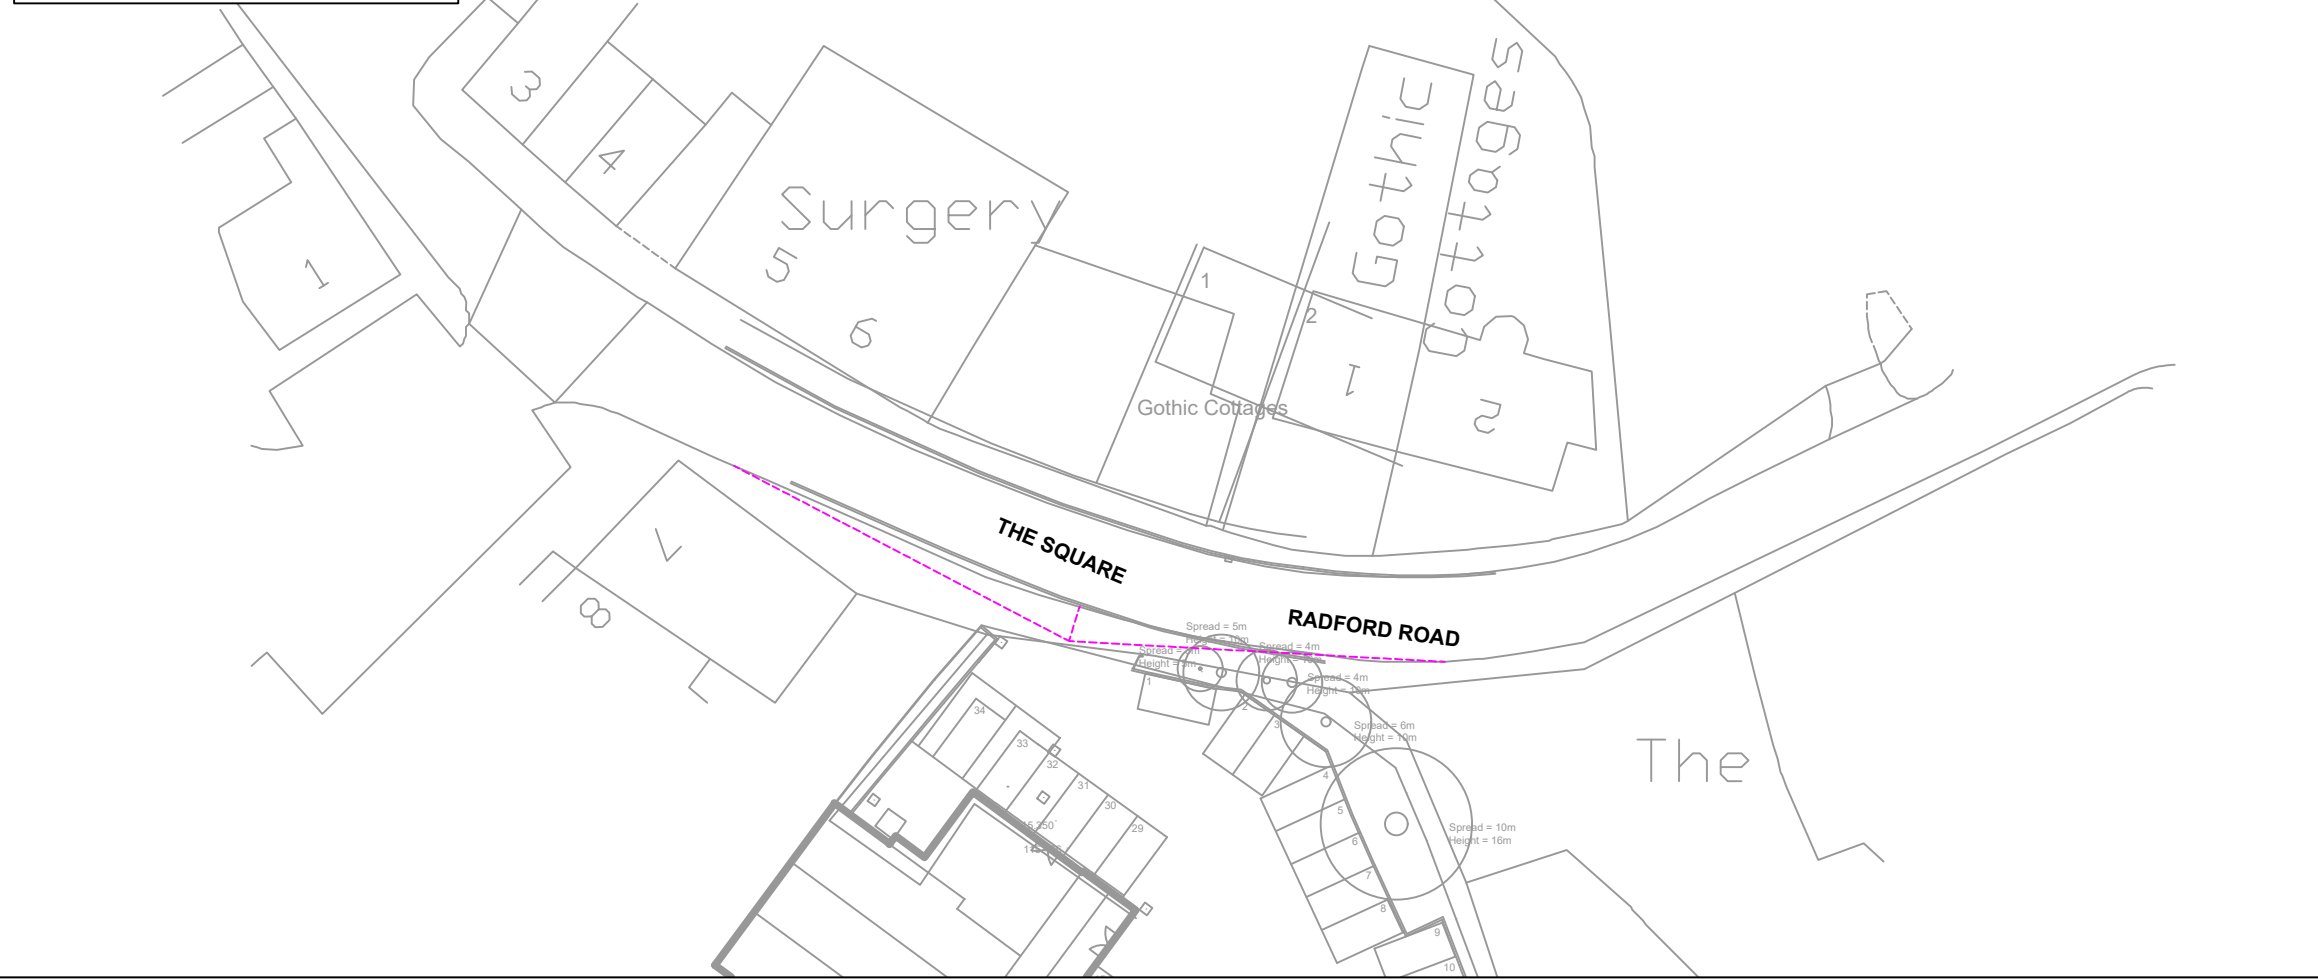 3
4
Surgery
5
6
1
Gothic
Cottages
1
2
Gothic Cottages
1
2
THE SQUARE
RADFORD ROAD
7
8
Spread = 5m
Height = 10m
Spread = 4m
Spread = 4m
Height = 10m
Spread = 6m
Height = 10m
Spread = 10m
Height = 16m
The
34
33
32
31
30
29
1
2
3
4
5
6
7
8
9
10